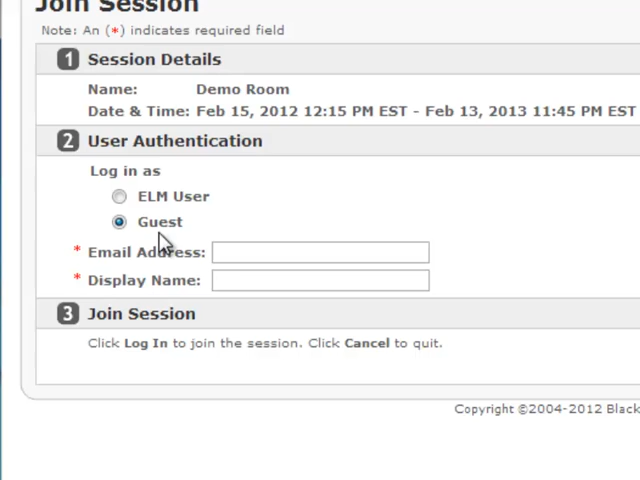 Join Session
Note: An (*) indicates required field
1 Session Details
Name: Demo Room
Date & Time: Feb 15, 2012 12:15 PM EST - Feb 13, 2013 11:45 PM EST
2 User Authentication
Log in as
ELM User
Guest
* Email Address:
* Display Name:
3 Join Session
Click Log In to join the session. Click Cancel to quit.
Copyright ©2004-2012 Black